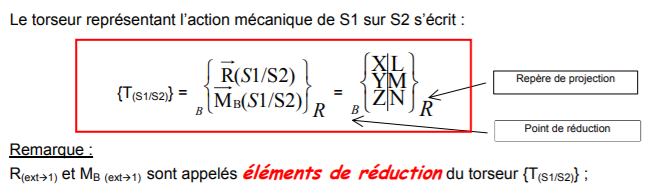 Le torseur représentant l'action mécanique de S1 sur S2 s'écrit :
{T(S1/S2)} = B { R(S1/S2) M_B(S1/S2) } R = B { X|L Y|M Z|N } R
Repère de projection
Point de réduction
Remarque :
R(ext→1) et MB (ext→1) sont appelés éléments de réduction du torseur {T(S1/S2)} ;